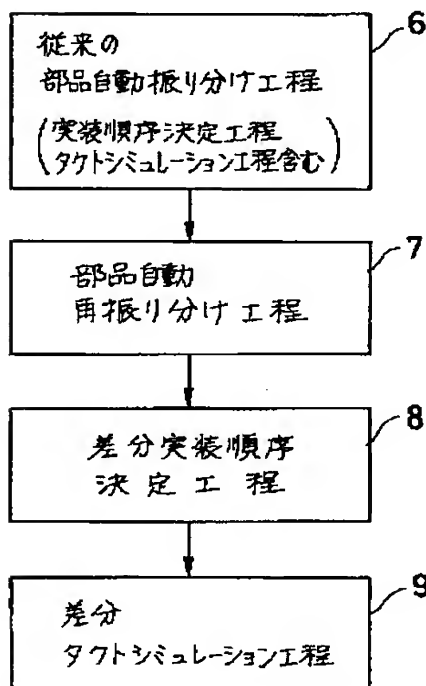 6
従来の
部品自動振り分け工程
(実装順序決定工程
タクトシミュレーション工程含む)
7
部品自動
再振り分け工程
8
差分実装順序
決定工程
9
差分
タクトシミュレーション工程